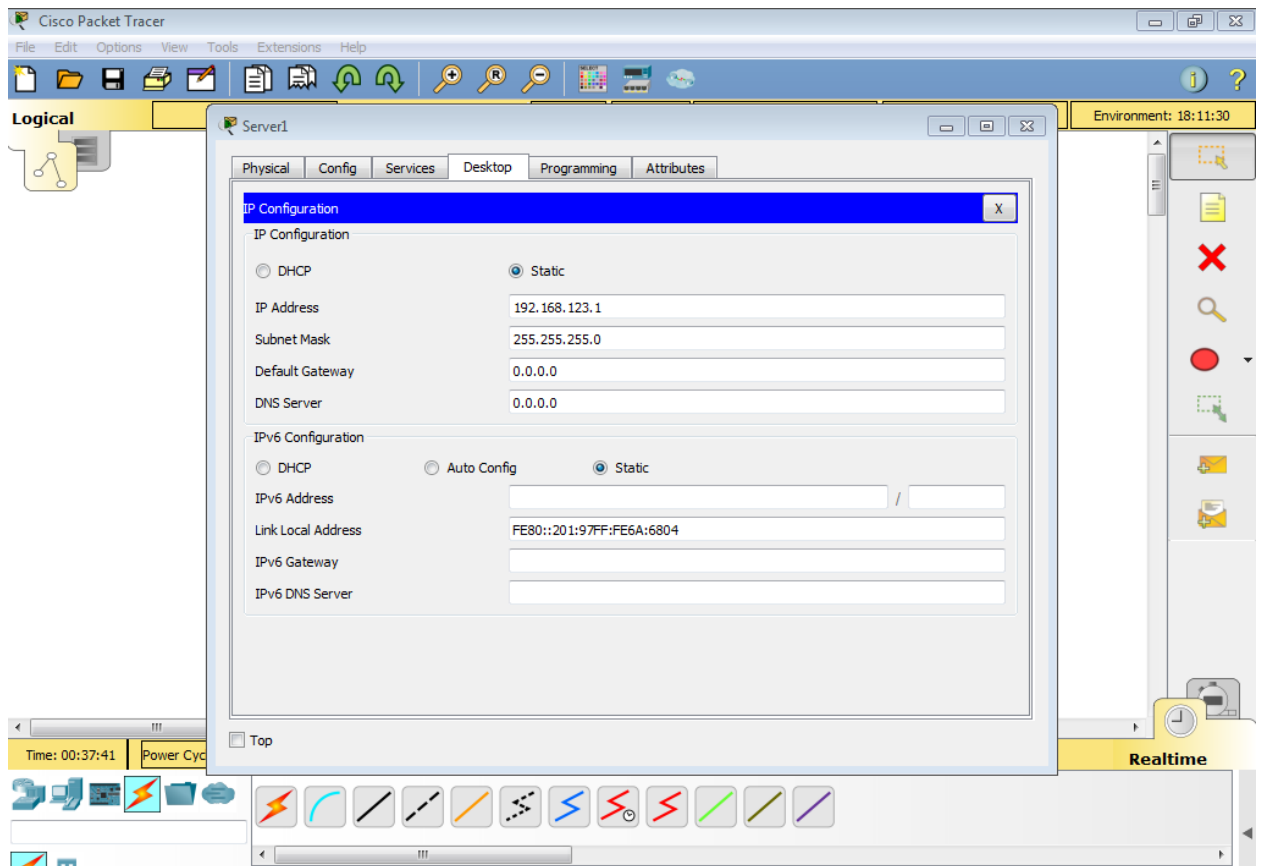 Cisco Packet Tracer
File Edit Options View Tools Extensions Help
Logical
Environment: 18:11:30
Server1
Physical Config Services Desktop Programming Attributes
IP Configuration X
IP Configuration
DHCP Static
IP Address 192.168.123.1
Subnet Mask 255.255.255.0
Default Gateway 0.0.0.0
DNS Server 0.0.0.0
IPv6 Configuration
DHCP Auto Config Static
IPv6 Address /
Link Local Address FE80::201:97FF:FE6A:6804
IPv6 Gateway
IPv6 DNS Server
Top
Time: 00:37:41 Power Cyc
Realtime